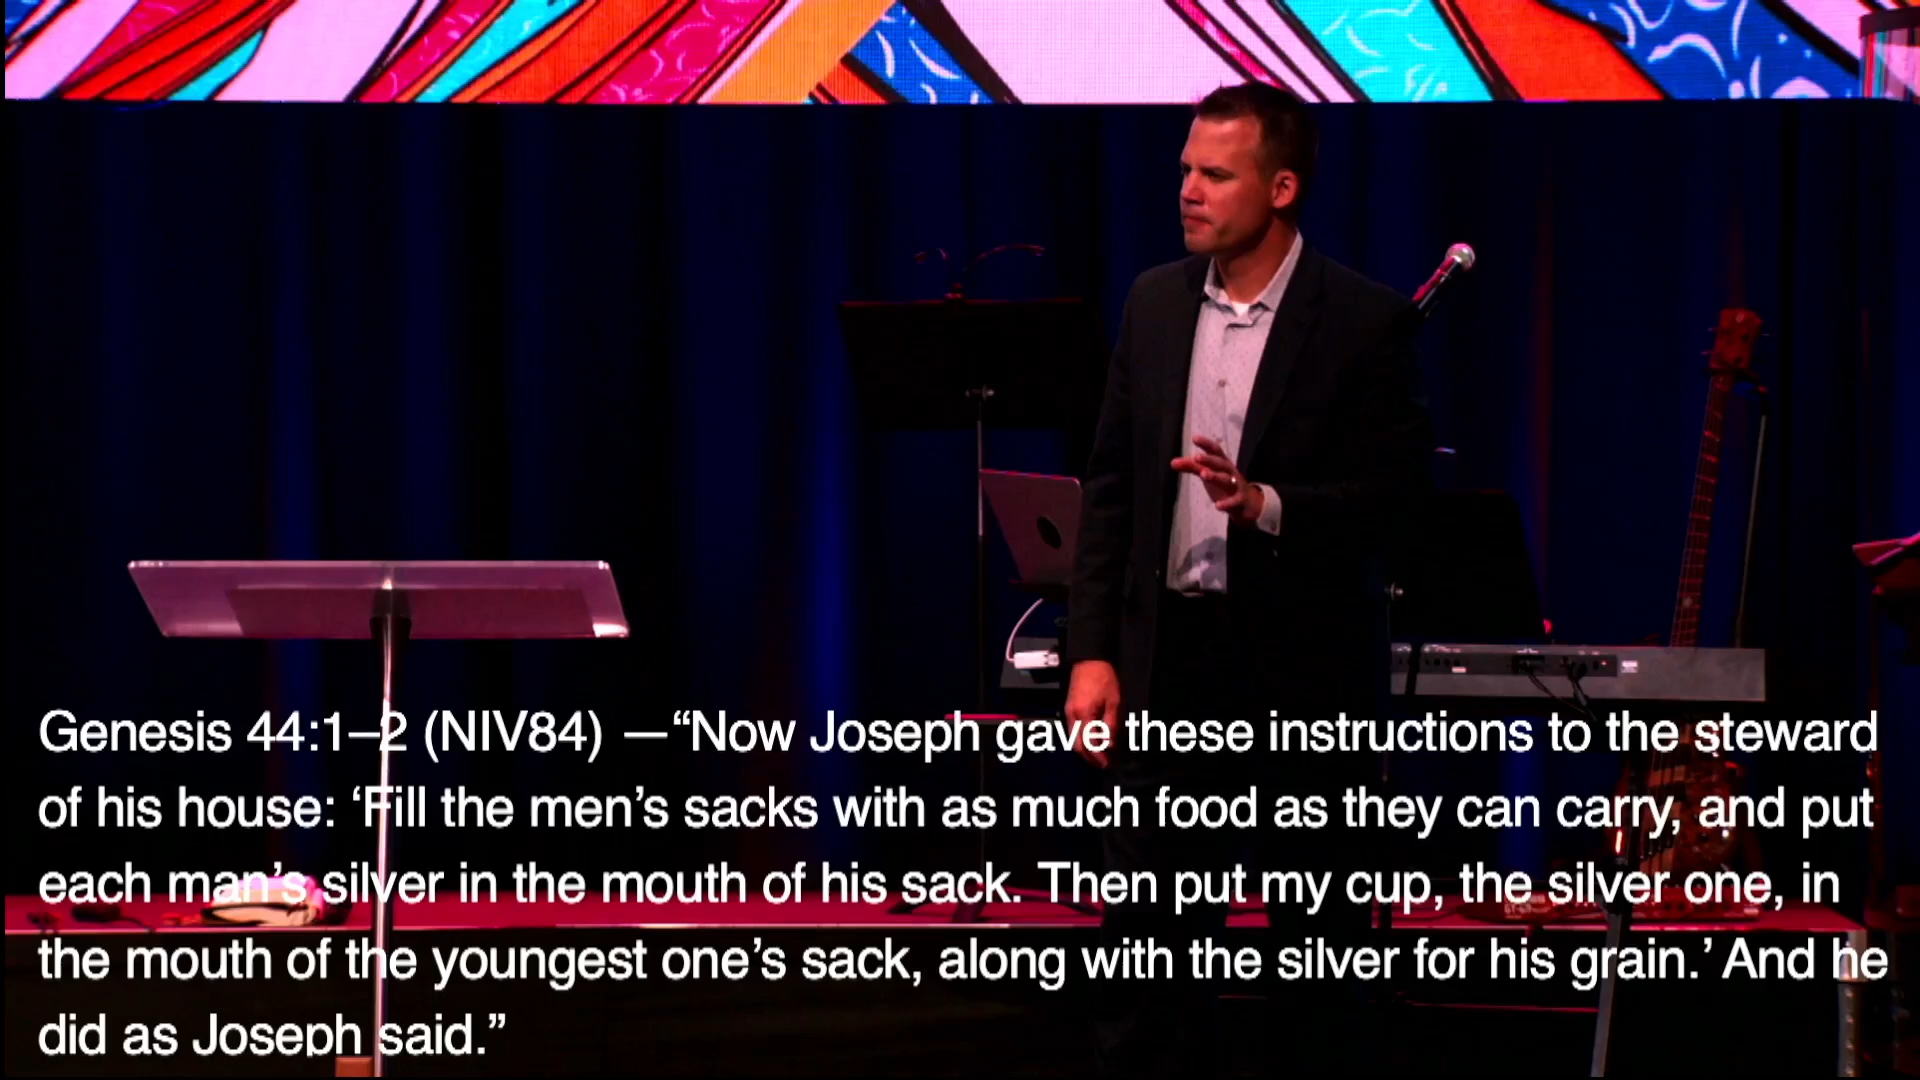 Genesis 44:1–2 (NIV84) —“Now Joseph gave these instructions to the steward
of his house: ‘Fill the men’s sacks with as much food as they can carry, and put
each man’s silver in the mouth of his sack. Then put my cup, the silver one, in
the mouth of the youngest one’s sack, along with the silver for his grain.’ And he
did as Joseph said.”